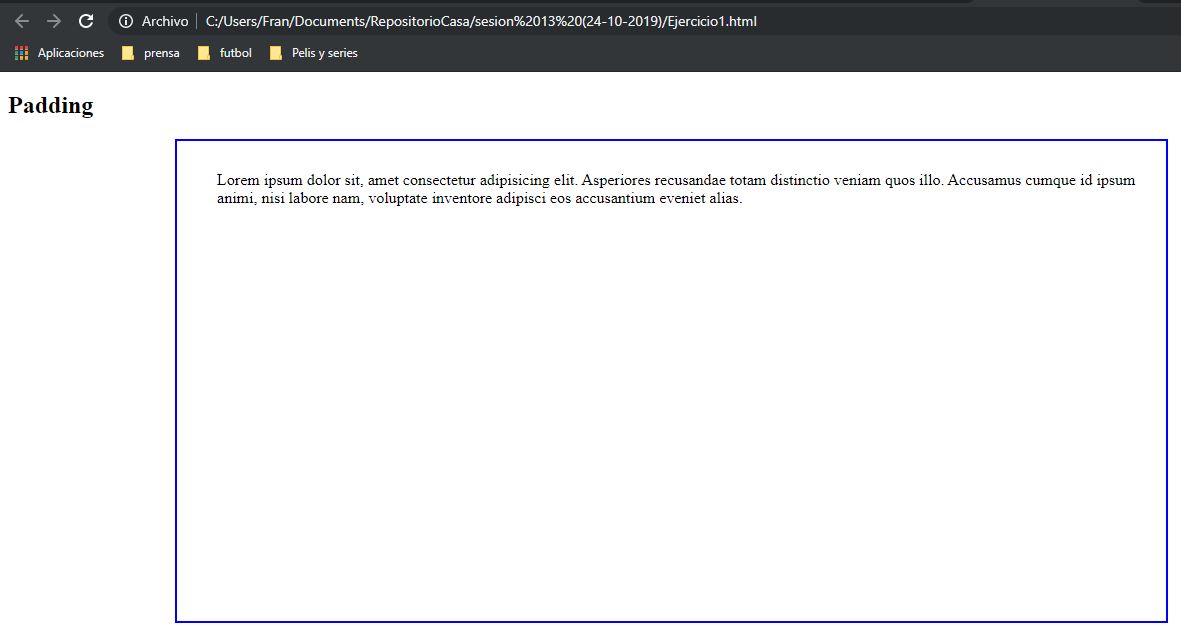 Archivo C:/Users/Fran/Documents/RepositorioCasa/sesion%2013%20(24-10-2019)/Ejercicio1.html
Aplicaciones prensa futbol Pelis y series
Padding
Lorem ipsum dolor sit, amet consectetur adipisicing elit. Asperiores recusandae totam distinctio veniam quos illo. Accusamus cumque id ipsum
animi, nisi labore nam, voluptate inventore adipisci eos accusantium eveniet alias.